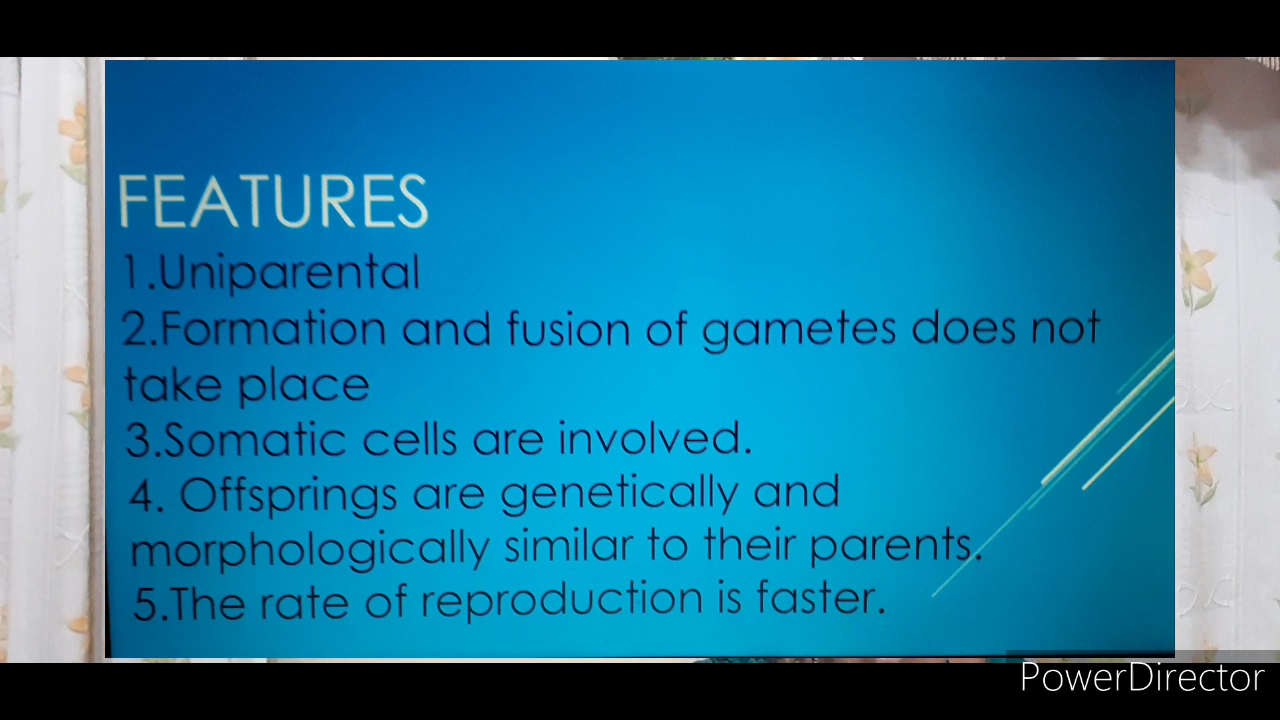 FEATURES
1.Uniparental
2.Formation and fusion of gametes does not
take place
3.Somatic cells are involved.
4. Offsprings are genetically and
morphologically similar to their parents.
5.The rate of reproduction is faster.
PowerDirector